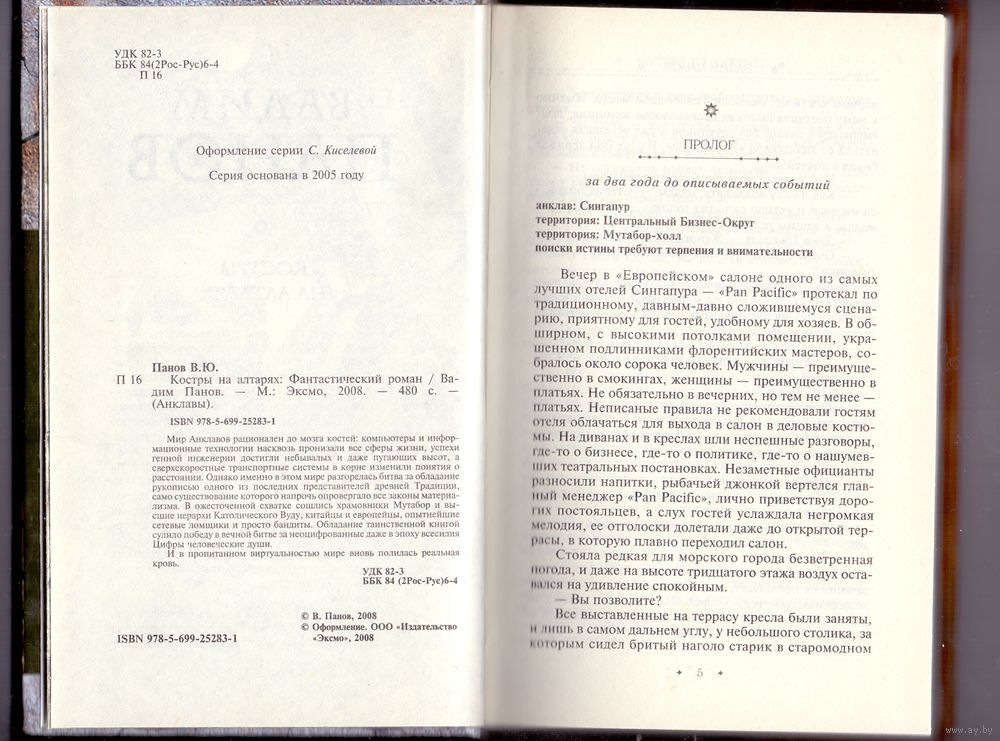 УДК 82-3
ББК 84(2Рос-Рус)6-4
П 16
Оформление серии С. Киселевой
Серия основана в 2005 году
Панов В.Ю.
П 16 Костры на алтарях: Фантастический роман / Ва-
дим Панов. — М.: Эксмо, 2008. — 480 с. —
(Анклавы).
ISBN 978-5-699-25283-1
Мир Анклавов рационален до мозга костей: компьютеры и инфор-
мационные технологии насквозь пронизали все сферы жизни, успехи
генной инженерии достигли небывалых и даже пугающих высот, а
сверхскоростные транспортные системы в корне изменили понятия о
расстоянии. Однако именно в этом мире разгорелась битва за обладание
рукописью одного из последних представителей древней Традиции,
само существование которого напрочь опровергало все законы материа-
лизма. В ожесточенной схватке сошлись храмовники Мутабор и выс-
шие иерархи Католического Вуду, китайцы и европейцы, опытнейшие
сетевые ломщики и просто бандиты. Обладание таинственной книгой
сулило победу в вечной битве за неоцифрованные даже в эпоху всесилия
Цифры человеческие души.
И в пропитанном виртуальностью мире вновь полилась реальная
кровь.
УДК 82-3
ББК 84 (2Рос-Рус)6-4
© В. Панов, 2008
© Оформление. ООО «Издательство
«Эксмо», 2008
ISBN 978-5-699-25283-1
ПРОЛОГ
за два года до описываемых событий
анклав: Сингапур
территория: Центральный Бизнес-Округ
территория: Мутабор-холл
поиски истины требуют терпения и внимательности
Вечер в «Европейском» салоне одного из самых
лучших отелей Сингапура — «Pan Pacific» протекал по
традиционному, давным-давно сложившемуся сцена-
рию, приятному для гостей, удобному для хозяев. В об-
ширном, с высокими потолками помещении, укра-
шенном подлинниками флорентийских мастеров, со-
бралось около сорока человек. Мужчины — преимуще-
ственно в смокингах, женщины — преимущественно в
платьях. Не обязательно в вечерних, но тем не менее —
платьях. Неписаные правила не рекомендовали гостям
отеля облачаться для выхода в салон в деловые костю-
мы. На диванах и в креслах шли неспешные разговоры,
где-то о бизнесе, где-то о политике, где-то о нашумев-
ших театральных постановках. Незаметные официанты
разносили напитки, рыбачьей джонкой вертелся глав-
ный менеджер «Pan Pacific», лично приветствуя доро-
гих постояльцев, а слух гостей услаждала негромкая
мелодия, ее отголоски долетали даже до открытой тер-
расы, в которую плавно переходил салон.
Стояла редкая для морского города безветренная
погода, и даже на высоте тридцатого этажа воздух оста-
вался на удивление спокойным.
— Вы позволите?
Все выставленные на террасу кресла были заняты,
и лишь в самом дальнем углу, у небольшого столика, за
которым сидел бритый наголо старик в старомодном
5
www.ay.by